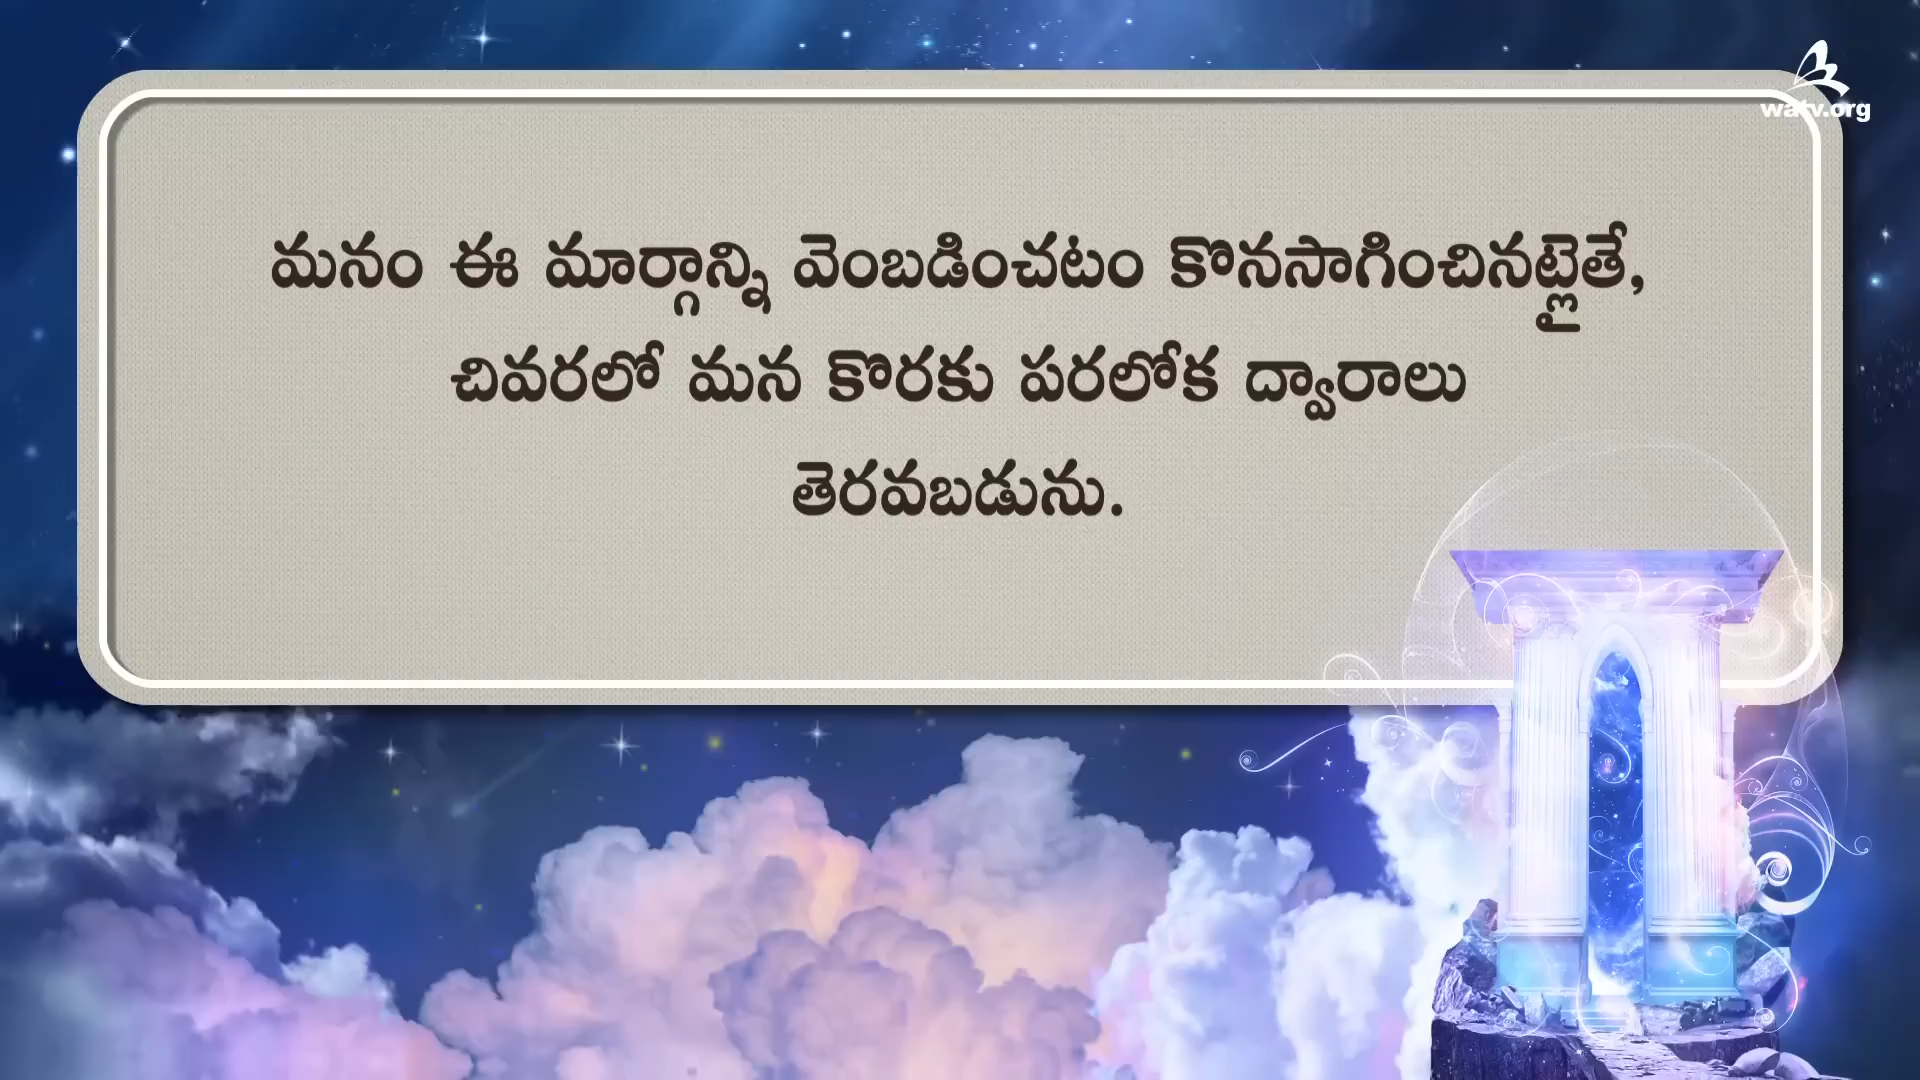 watv.org
మనం ఈ మార్గాన్ని వెంబడించటం కొనసాగించినట్లైతే,
చివరలో మన కొరకు పరలోక ద్వారాలు
తెరవబడును.